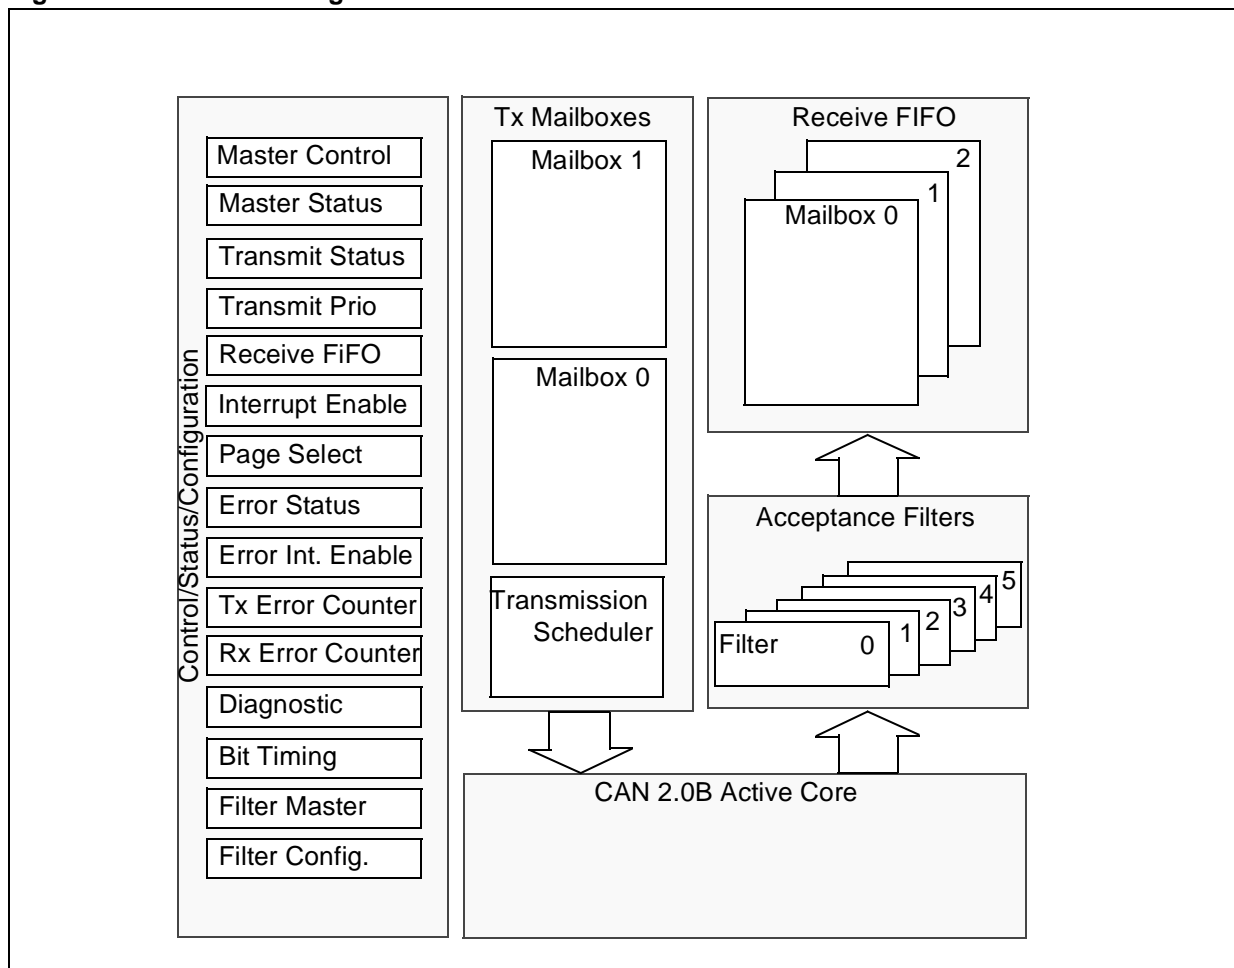 Control/Status/Configuration
Master Control
Master Status
Transmit Status
Transmit Prio
Receive FiFO
Interrupt Enable
Page Select
Error Status
Error Int. Enable
Tx Error Counter
Rx Error Counter
Diagnostic
Bit Timing
Filter Master
Filter Config.
Tx Mailboxes
Mailbox 1
Mailbox 0
Transmission
Scheduler
Receive FIFO
2
1
Mailbox 0
Acceptance Filters
5
4
3
2
1
Filter 0
CAN 2.0B Active Core